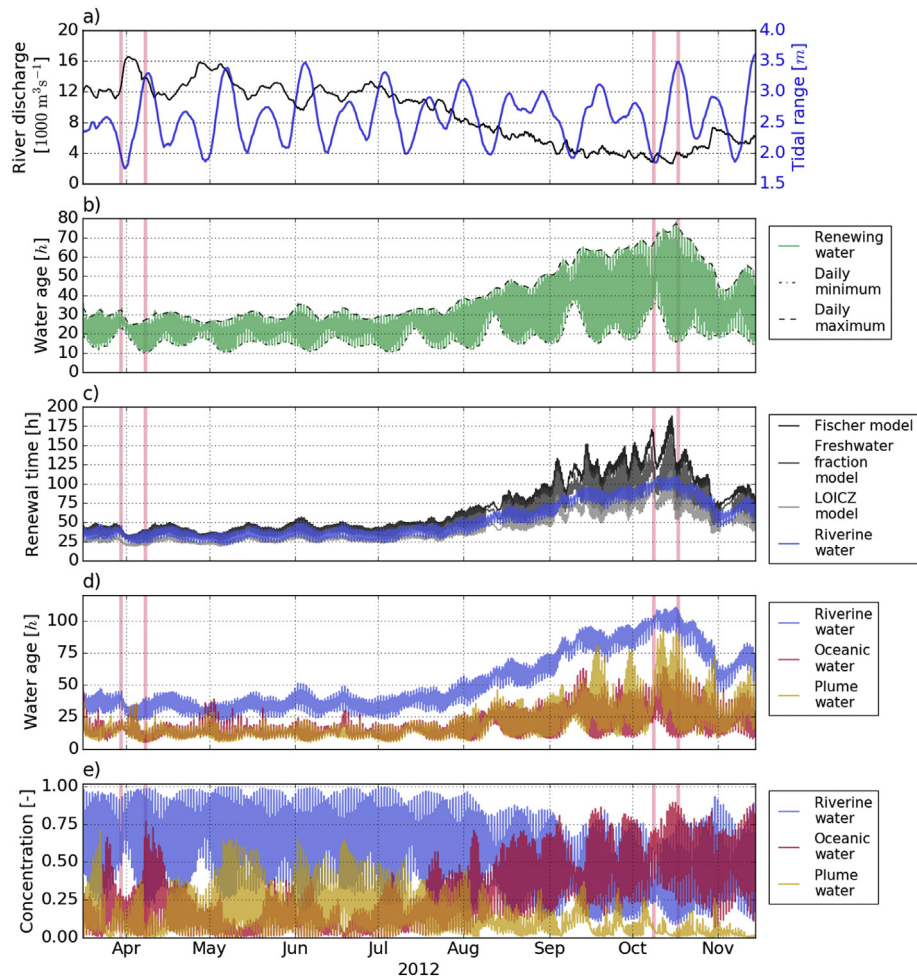 a)
20
16
12
8
4
0
River discharge
[1000 m³s⁻¹]
4.0
3.5
3.0
2.5
2.0
1.5
Tidal range [m]
b)
80
70
60
50
40
30
20
10
0
Water age [h]
Renewing
water
Daily
minimum
Daily
maximum
c)
200
175
150
125
100
75
50
25
0
Renewal time [h]
Fischer model
Freshwater
fraction
model
LOICZ
model
Riverine
water
d)
100
75
50
25
0
Water age [h]
Riverine
water
Oceanic
water
Plume
water
e)
1.00
0.75
0.50
0.25
0.00
Concentration [-]
Riverine
water
Oceanic
water
Plume
water
Apr May Jun Jul Aug Sep Oct Nov
2012